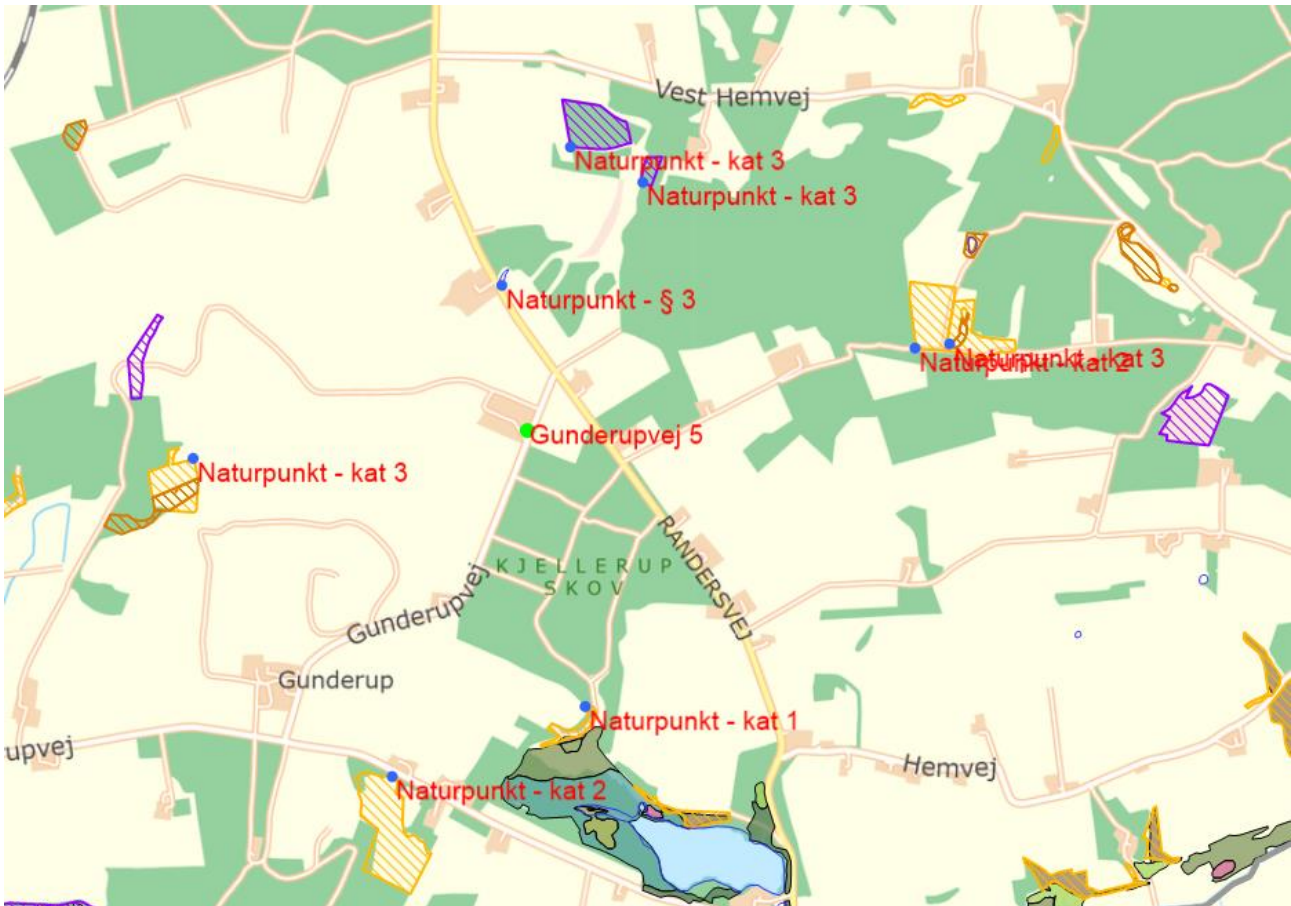 Vest Hemvej
Naturpunkt - kat 3
Naturpunkt - kat 3
Naturpunkt - § 3
Naturpunkt - kat 3
Naturpunkt - kat 2
Gunderupvej 5
Naturpunkt - kat 3
RANDERSVEJ
KJELLERUP
SKOV
Gunderupvej
Gunderup
Naturpunkt - kat 1
upvej
Hemvej
Naturpunkt - kat 2